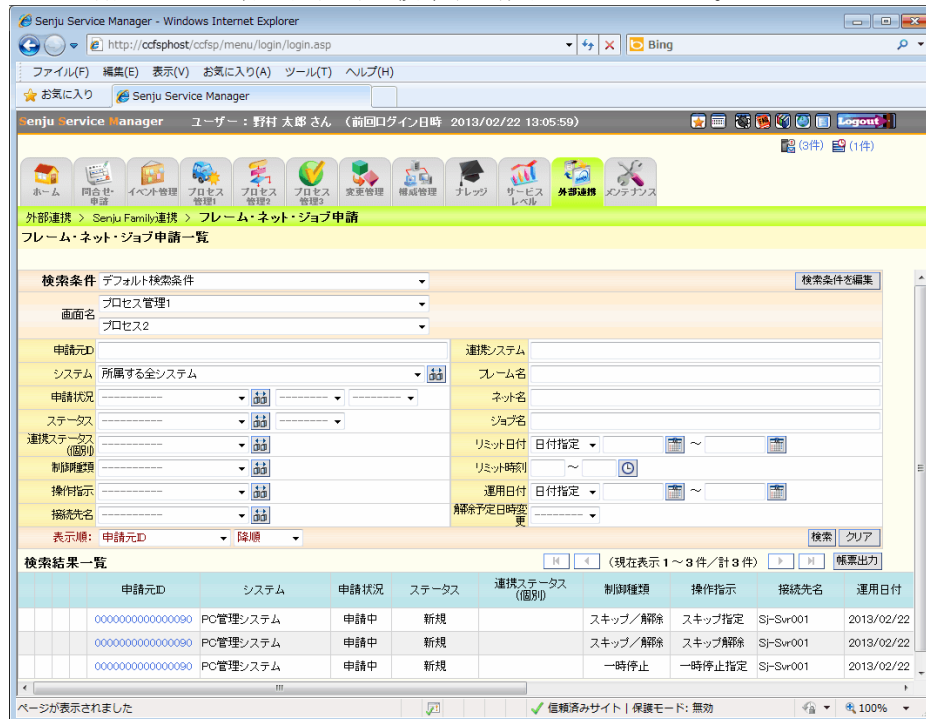 Senju Service Manager - Windows Internet Explorer
http://ccfsphost/ccfsp/menu/login/login.asp
Bing
ファイル(F) 編集(E) 表示(V) お気に入り(A) ツール(T) ヘルプ(H)
お気に入り Senju Service Manager
Senju Service Manager ユーザー：野村 太郎 さん （前回ログイン日時 2013/02/22 13:05:59） Logout
(3件) (1件)
ホーム 問合せ・申請 イベント管理 プロセス管理1 プロセス管理2 プロセス管理3 変更管理 構成管理 ナレッジ サービスレベル 外部連携 メンテナンス
外部連携 > Senju Family連携 > フレーム・ネット・ジョブ申請
フレーム・ネット・ジョブ申請一覧
検索条件 デフォルト検索条件 検索条件を編集
画面名 プロセス管理1
プロセス2
申請元ID 連携システム
システム 所属する全システム フレーム名
申請状況 ---------- -------- -------- ネット名
ステータス ---------- -------- ジョブ名
連携ステータス(個別) ---------- リミット日付 日付指定 ～
制御種類 ---------- リミット時刻 ～
操作指示 ---------- 運用日付 日付指定 ～
接続先名 ---------- 解除予定日時変更 --------
表示順： 申請元ID 降順 検索 クリア
検索結果一覧 （現在表示 1 ～ 3 件／計 3 件） 帳票出力
申請元ID システム 申請状況 ステータス 連携ステータス(個別) 制御種類 操作指示 接続先名 運用日付
0000000000000090 PC管理システム 申請中 新規 スキップ／解除 スキップ指定 Sj-Svr001 2013/02/22
0000000000000090 PC管理システム 申請中 新規 スキップ／解除 スキップ解除 Sj-Svr001 2013/02/22
0000000000000090 PC管理システム 申請中 新規 一時停止 一時停止指定 Sj-Svr001 2013/02/22
ページが表示されました 信頼済みサイト | 保護モード: 無効 100%